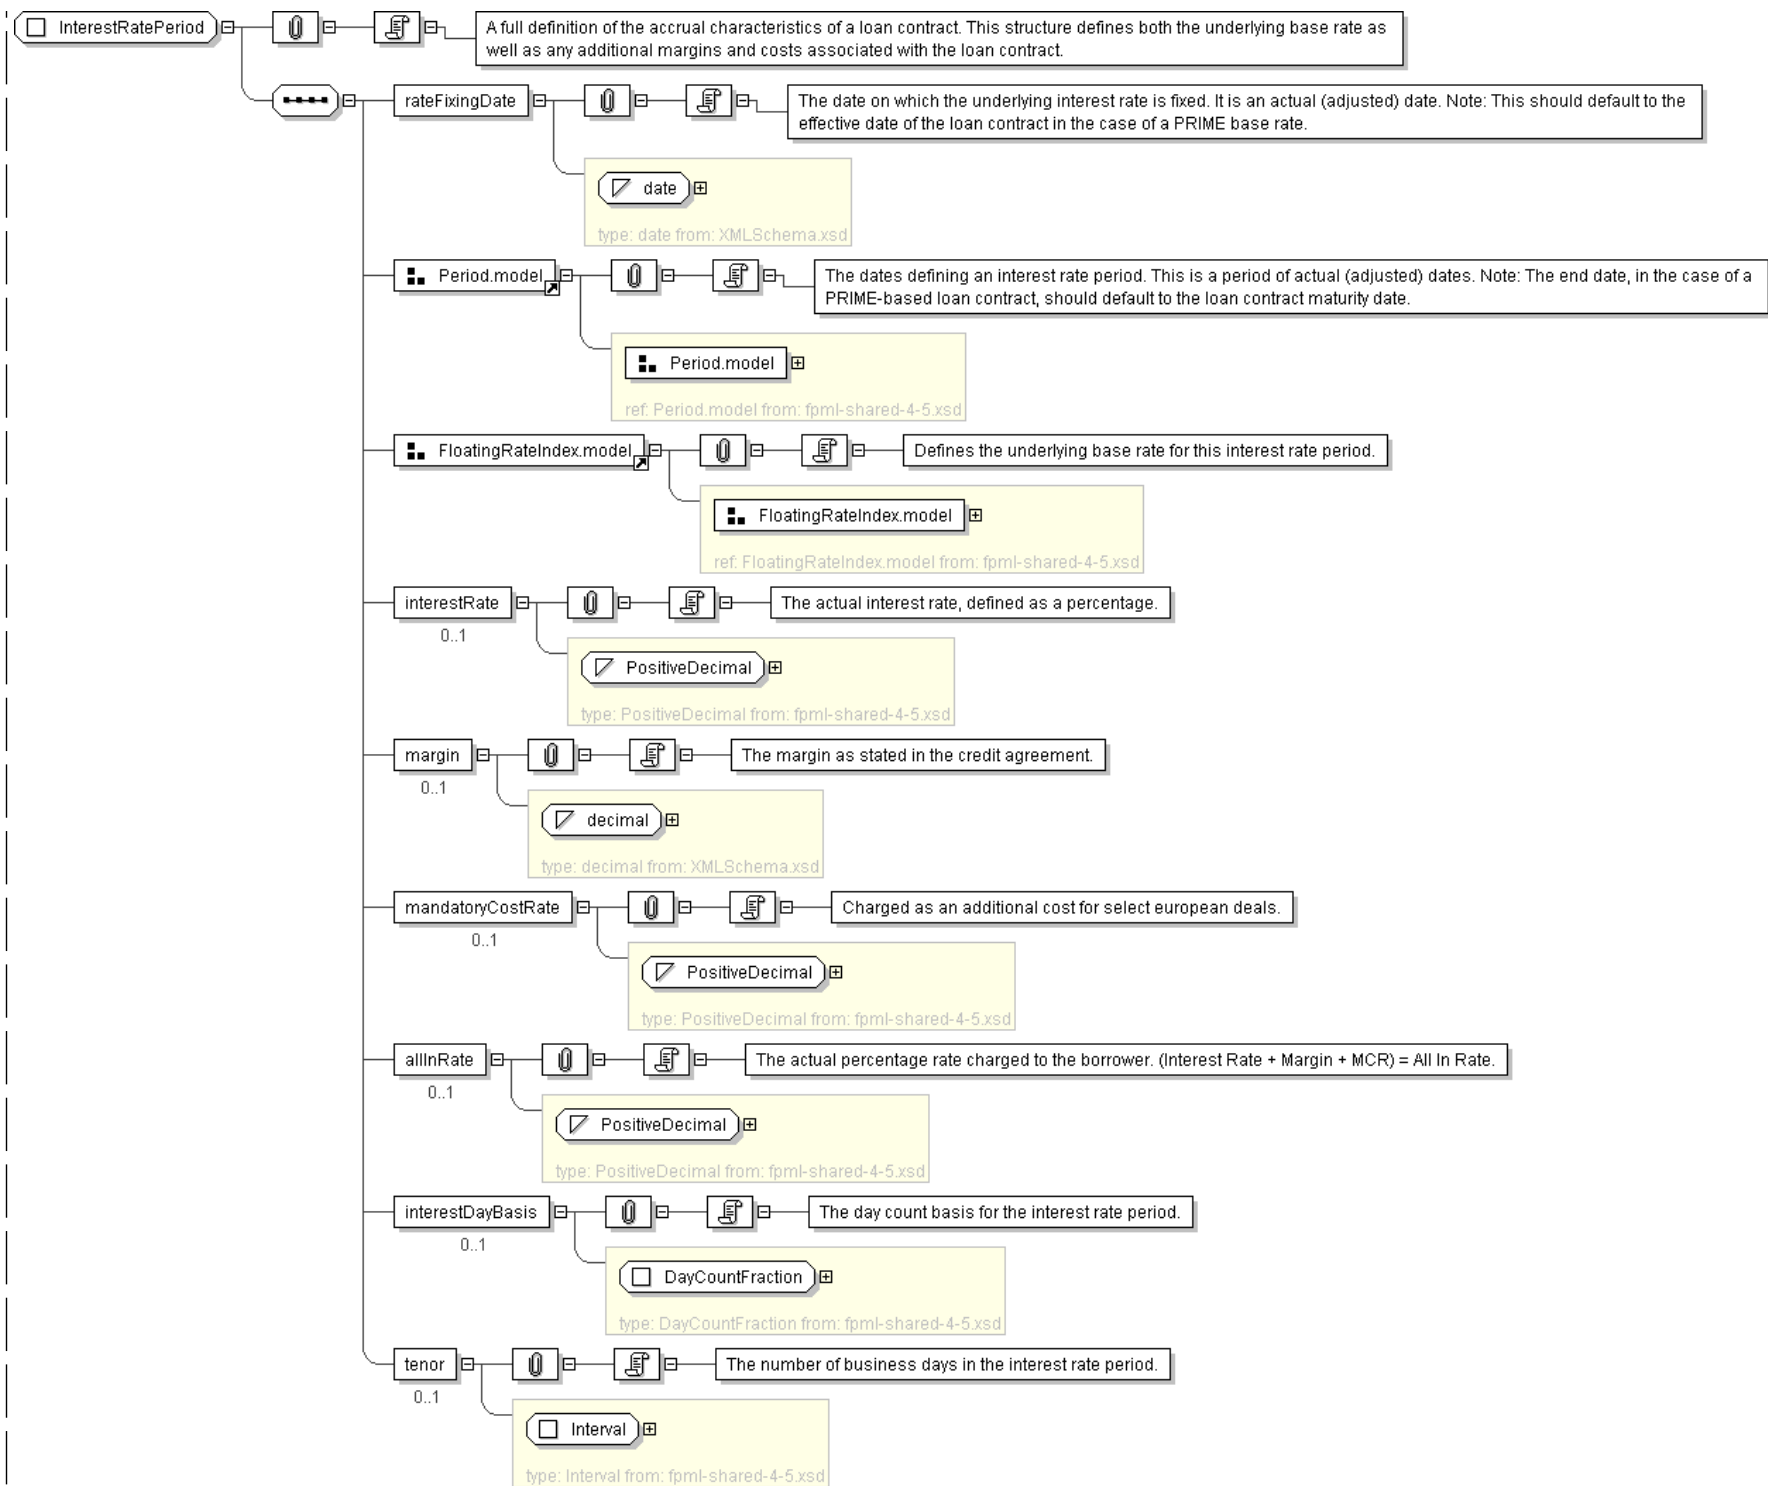 InterestRatePeriod
A full definition of the accrual characteristics of a loan contract. This structure defines both the underlying base rate as
well as any additional margins and costs associated with the loan contract.
rateFixingDate
The date on which the underlying interest rate is fixed. It is an actual (adjusted) date. Note: This should default to the
effective date of the loan contract in the case of a PRIME base rate.
date
type: date from: XMLSchema.xsd
Period.model
The dates defining an interest rate period. This is a period of actual (adjusted) dates. Note: The end date, in the case of a
PRIME-based loan contract, should default to the loan contract maturity date.
Period.model
ref: Period.model from: fpml-shared-4-5.xsd
FloatingRateIndex.model
Defines the underlying base rate for this interest rate period.
FloatingRateIndex.model
ref: FloatingRateIndex.model from: fpml-shared-4-5.xsd
interestRate
The actual interest rate, defined as a percentage.
0..1
PositiveDecimal
type: PositiveDecimal from: fpml-shared-4-5.xsd
margin
The margin as stated in the credit agreement.
0..1
decimal
type: decimal from: XMLSchema.xsd
mandatoryCostRate
Charged as an additional cost for select european deals.
0..1
PositiveDecimal
type: PositiveDecimal from: fpml-shared-4-5.xsd
allInRate
The actual percentage rate charged to the borrower. (Interest Rate + Margin + MCR) = All In Rate.
0..1
PositiveDecimal
type: PositiveDecimal from: fpml-shared-4-5.xsd
interestDayBasis
The day count basis for the interest rate period.
0..1
DayCountFraction
type: DayCountFraction from: fpml-shared-4-5.xsd
tenor
The number of business days in the interest rate period.
0..1
Interval
type: Interval from: fpml-shared-4-5.xsd